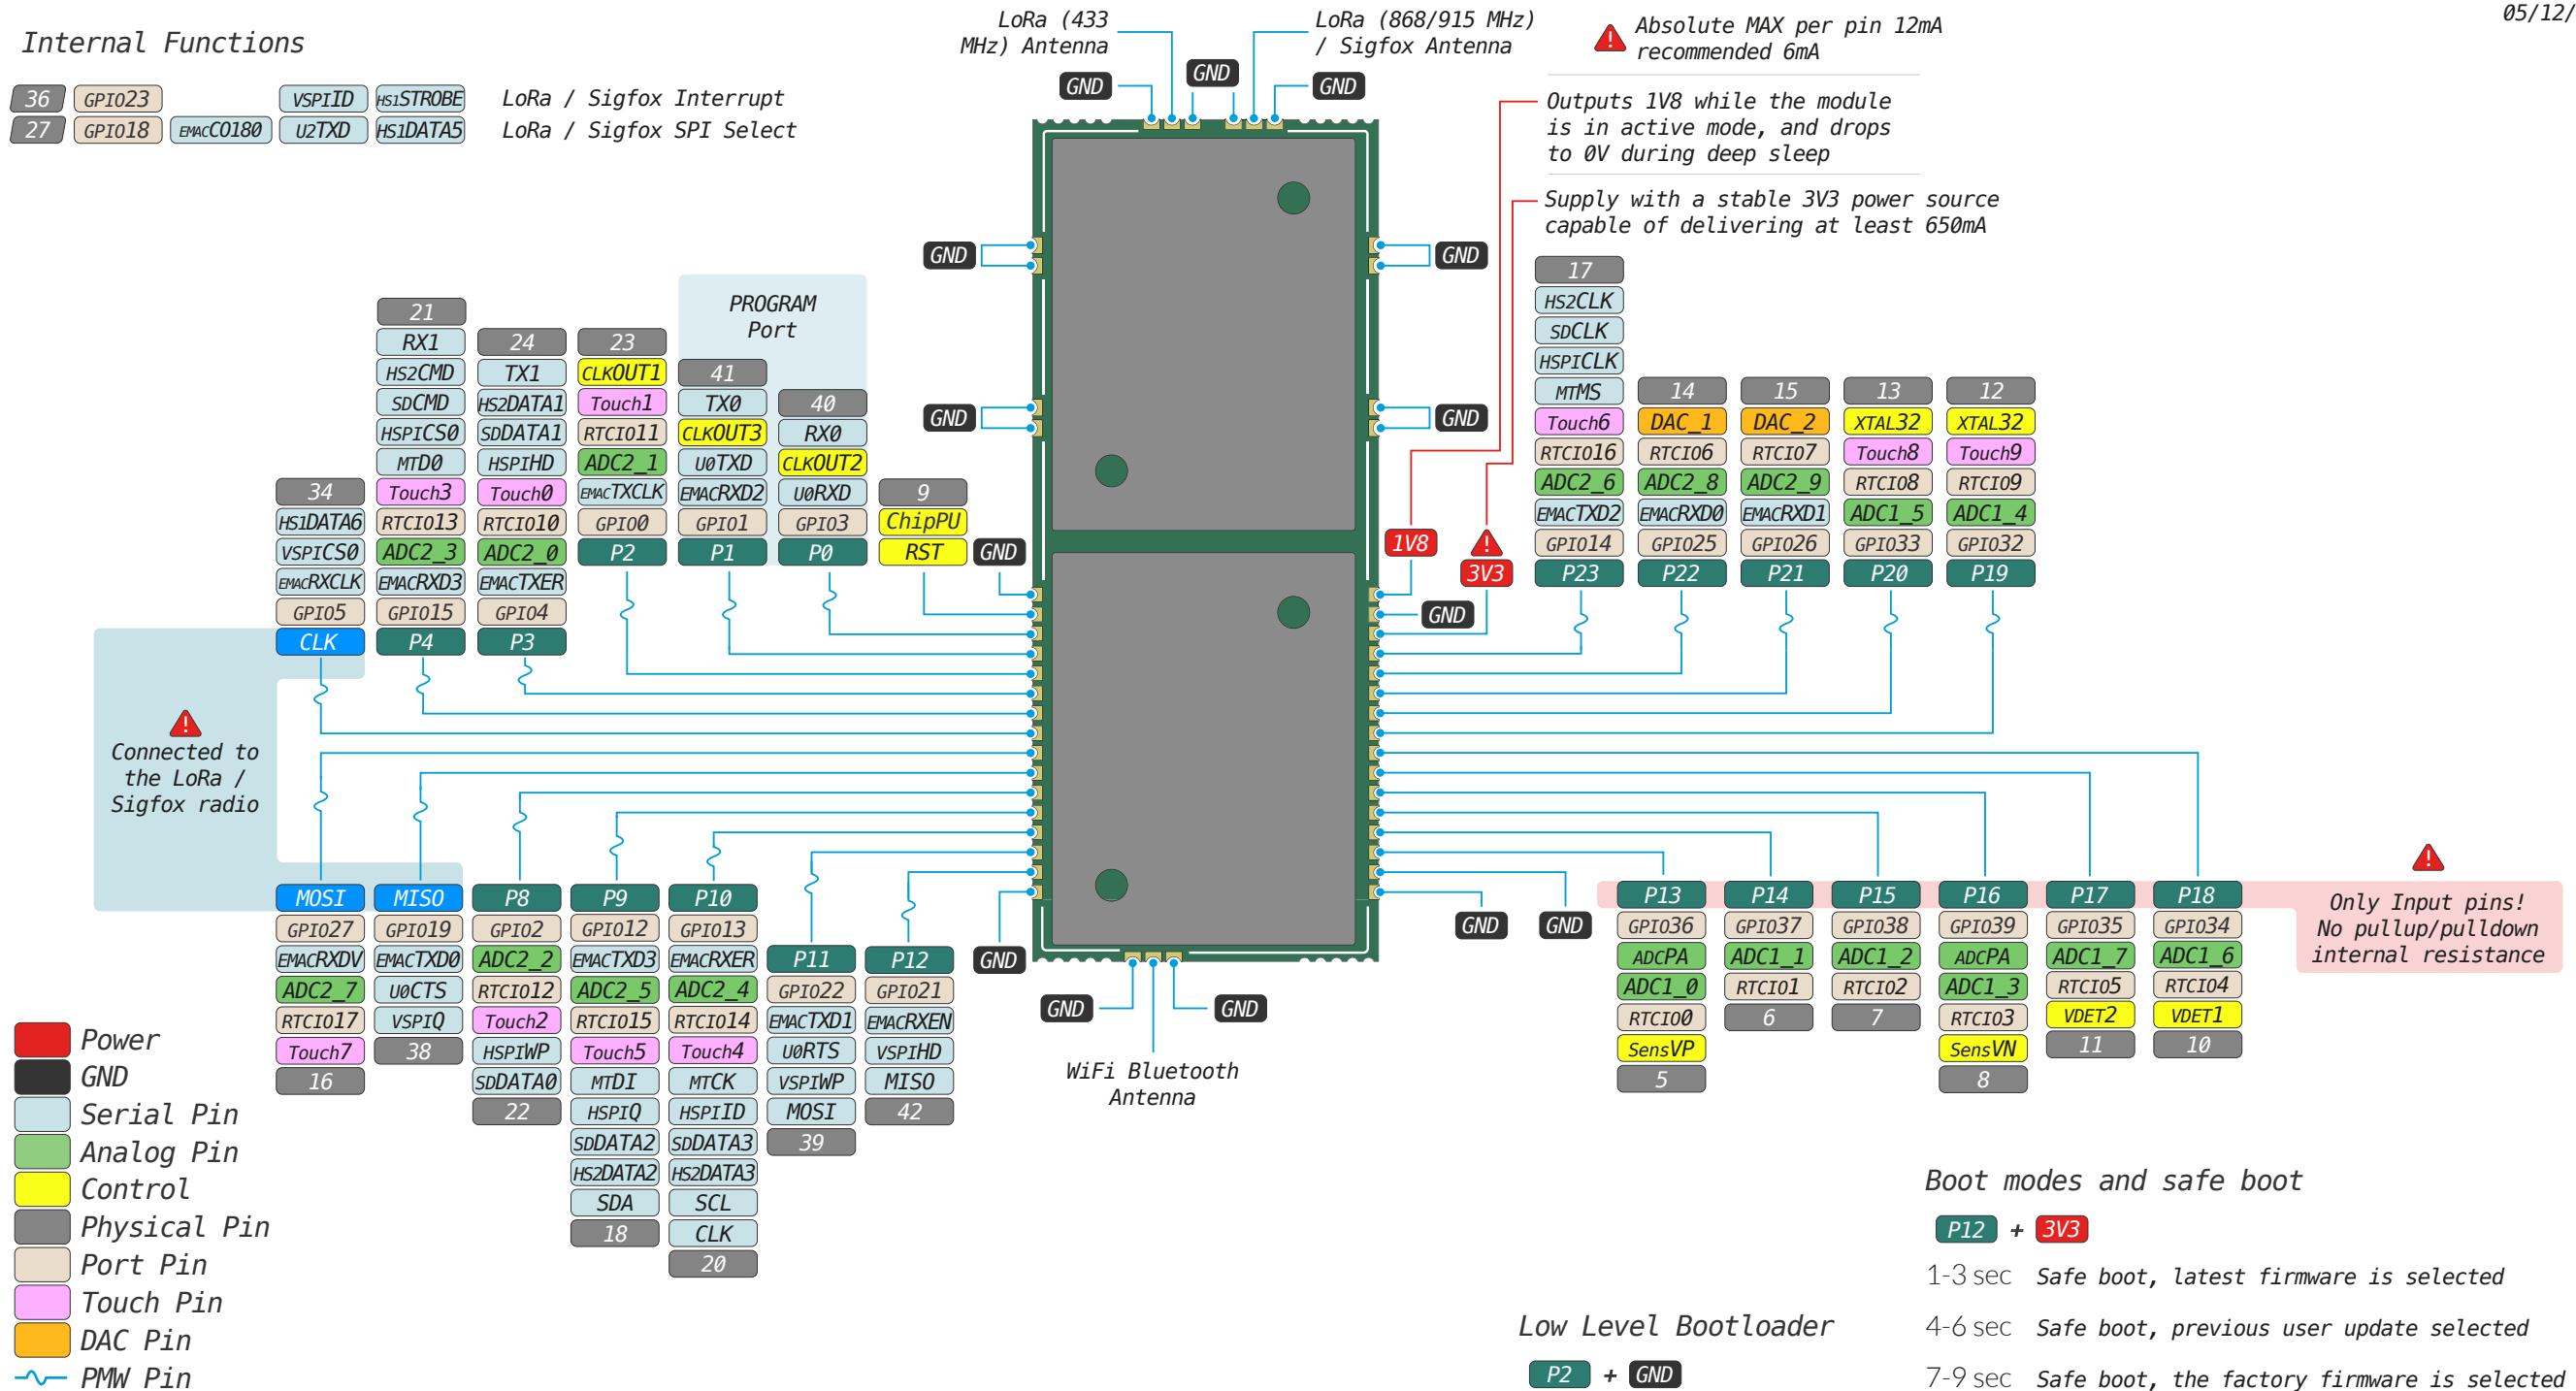 05/12/
Internal Functions
36 GPIO23 VSPIID HS1STROBE LoRa / Sigfox Interrupt
27 GPIO18 EMACCO180 U2TXD HS1DATA5 LoRa / Sigfox SPI Select
LoRa (433
MHz) Antenna
LoRa (868/915 MHz)
/ Sigfox Antenna
GND
GND
GND
Absolute MAX per pin 12mA
recommended 6mA
Outputs 1V8 while the module
is in active mode, and drops
to 0V during deep sleep
Supply with a stable 3V3 power source
capable of delivering at least 650mA
GND
GND
GND
GND
PROGRAM
Port
34
HS1DATA6
VSPICS0
EMACRXCLK
GPIO5
CLK
21
RX1
HS2CMD
SDCMD
HSPICS0
MTDO
Touch3
RTCIO13
ADC2_3
EMACRXD3
GPIO15
P4
24
TX1
HS2DATA1
SDDATA1
HSPIHD
Touch0
RTCIO10
ADC2_0
EMACTXER
GPIO4
P3
23
CLKOUT1
Touch1
RTCIO11
ADC2_1
EMACTXCLK
GPIO0
P2
41
TX0
CLKOUT3
U0TXD
EMACRXD2
GPIO1
P1
40
RX0
CLKOUT2
U0RXD
GPIO3
P0
9
ChipPU
RST
GND
1V8
3V3
GND
17
HS2CLK
SDCLK
HSPICLK
MTMS
Touch6
RTCIO16
ADC2_6
EMACTXD2
GPIO14
P23
14
DAC_1
RTCIO6
ADC2_8
EMACRXD0
GPIO25
P22
15
DAC_2
RTCIO7
ADC2_9
EMACRXD1
GPIO26
P21
13
XTAL32
Touch8
RTCIO8
ADC1_5
GPIO33
P20
12
XTAL32
Touch9
RTCIO9
ADC1_4
GPIO32
P19
Connected to
the LoRa /
Sigfox radio
MOSI
GPIO27
EMACRXDV
ADC2_7
RTCIO17
Touch7
16
MISO
GPIO19
EMACTXD0
U0CTS
VSPIQ
38
P8
GPIO2
ADC2_2
RTCIO12
Touch2
HSPIWP
SDDATA0
22
P9
GPIO12
EMACTXD3
ADC2_5
RTCIO15
Touch5
MTDI
HSPIQ
SDDATA2
HS2DATA2
SDA
18
P10
GPIO13
EMACRXER
ADC2_4
RTCIO14
Touch4
MTCK
HSPIID
SDDATA3
HS2DATA3
SCL
CLK
20
P11
GPIO22
EMACTXD1
U0RTS
VSPIWP
MOSI
39
P12
GPIO21
EMACRXEN
VSPIHD
MISO
42
GND
GND
GND
WiFi Bluetooth
Antenna
GND
GND
P13
GPIO36
ADCPA
ADC1_0
RTCIO0
SensVP
5
P14
GPIO37
ADC1_1
RTCIO1
6
P15
GPIO38
ADC1_2
RTCIO2
7
P16
GPIO39
ADCPA
ADC1_3
RTCIO3
SensVN
8
P17
GPIO35
ADC1_7
RTCIO5
VDET2
11
P18
GPIO34
ADC1_6
RTCIO4
VDET1
10
Only Input pins!
No pullup/pulldown
internal resistance
Power
GND
Serial Pin
Analog Pin
Control
Physical Pin
Port Pin
Touch Pin
DAC Pin
PMW Pin
Low Level Bootloader
P2 + GND
Boot modes and safe boot
P12 + 3V3
1-3 sec Safe boot, latest firmware is selected
4-6 sec Safe boot, previous user update selected
7-9 sec Safe boot, the factory firmware is selected